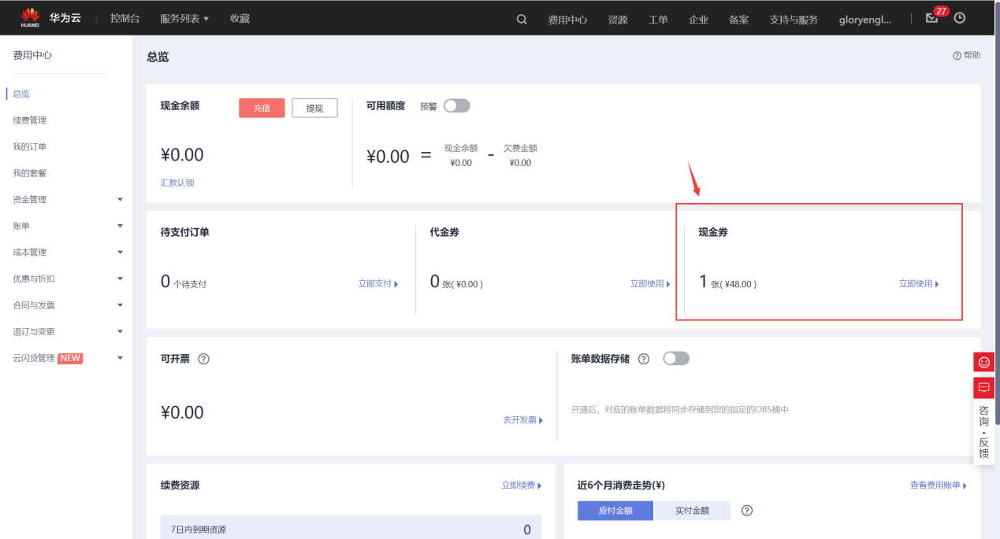 HUAWEI
华为云
控制台
服务列表
收藏
费用中心
资源
工单
企业
备案
支持与服务
gloryengl...
27
费用中心
总览
续费管理
我的订单
我的套餐
资金管理
账单
成本管理
优惠与折扣
合同与发票
退订与变更
云闪贷管理 NEW
总览
帮助
现金余额
充值
提现
¥0.00
汇款认领
可用额度
预警
¥0.00 = 现金余额 ¥0.00 - 欠费金额 ¥0.00
待支付订单
0 个待支付
立即支付
代金券
0 张( ¥0.00 )
立即使用
现金券
1 张( ¥48.00 )
立即使用
可开票 ?
¥0.00
去开发票
账单数据存储 ?
开通后，对应的账单数据将同步存储到您的指定的OBS桶中
续费资源
立即续费
7日内到期资源
0
近6个月消费走势(¥)
查看费用账单
应付金额
实付金额
?
咨询·反馈